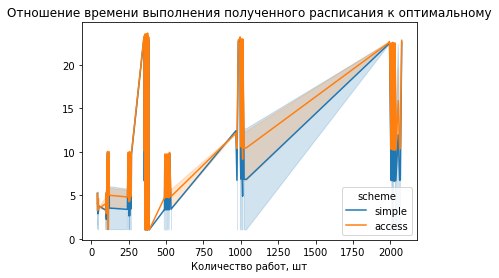 Отношение времени выполнения полученного расписания к оптимальному
20
15
10
5
0
scheme
simple
access
0 250 500 750 1000 1250 1500 1750 2000
Количество работ, шт